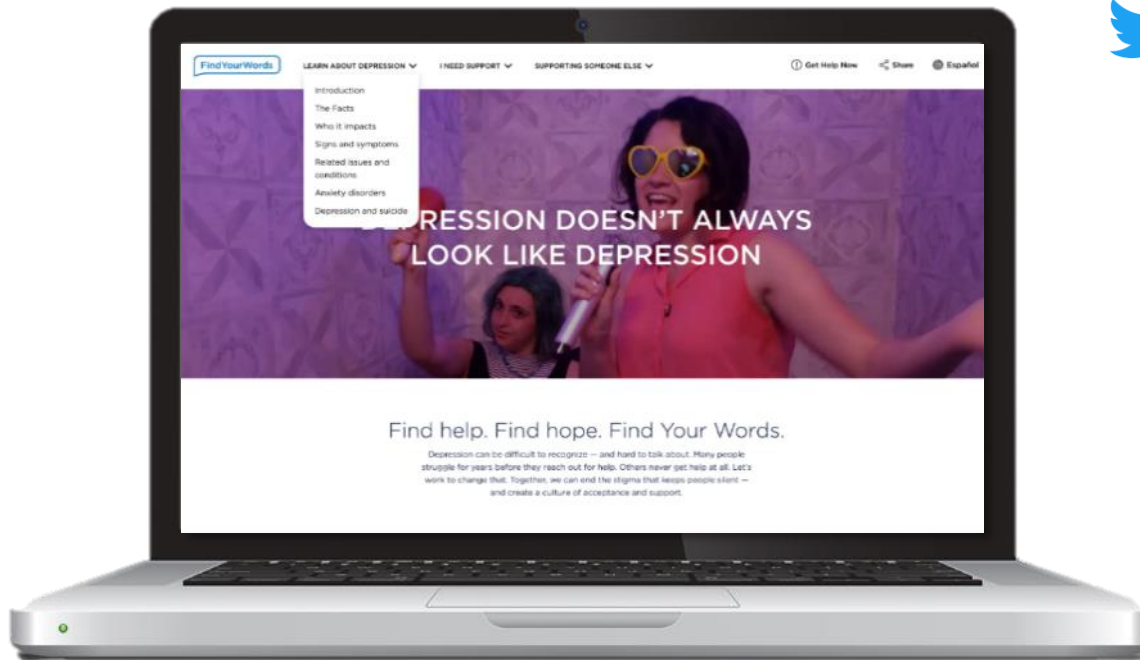 FindYourWords LEARN ABOUT DEPRESSION I NEED SUPPORT SUPPORTING SOMEONE ELSE Get Help Now Share Español
Introduction
The Facts
Who it impacts
Signs and symptoms
Related issues and
conditions
Anxiety disorders
Depression and suicide
DEPRESSION DOESN'T ALWAYS
LOOK LIKE DEPRESSION
Find help. Find hope. Find Your Words.
Depression can be difficult to recognize — and hard to talk about. Many people
struggle for years before they reach out for help. Others never get help at all. Let's
work to change that. Together, we can end the stigma that keeps people silent —
and create a culture of acceptance and support.